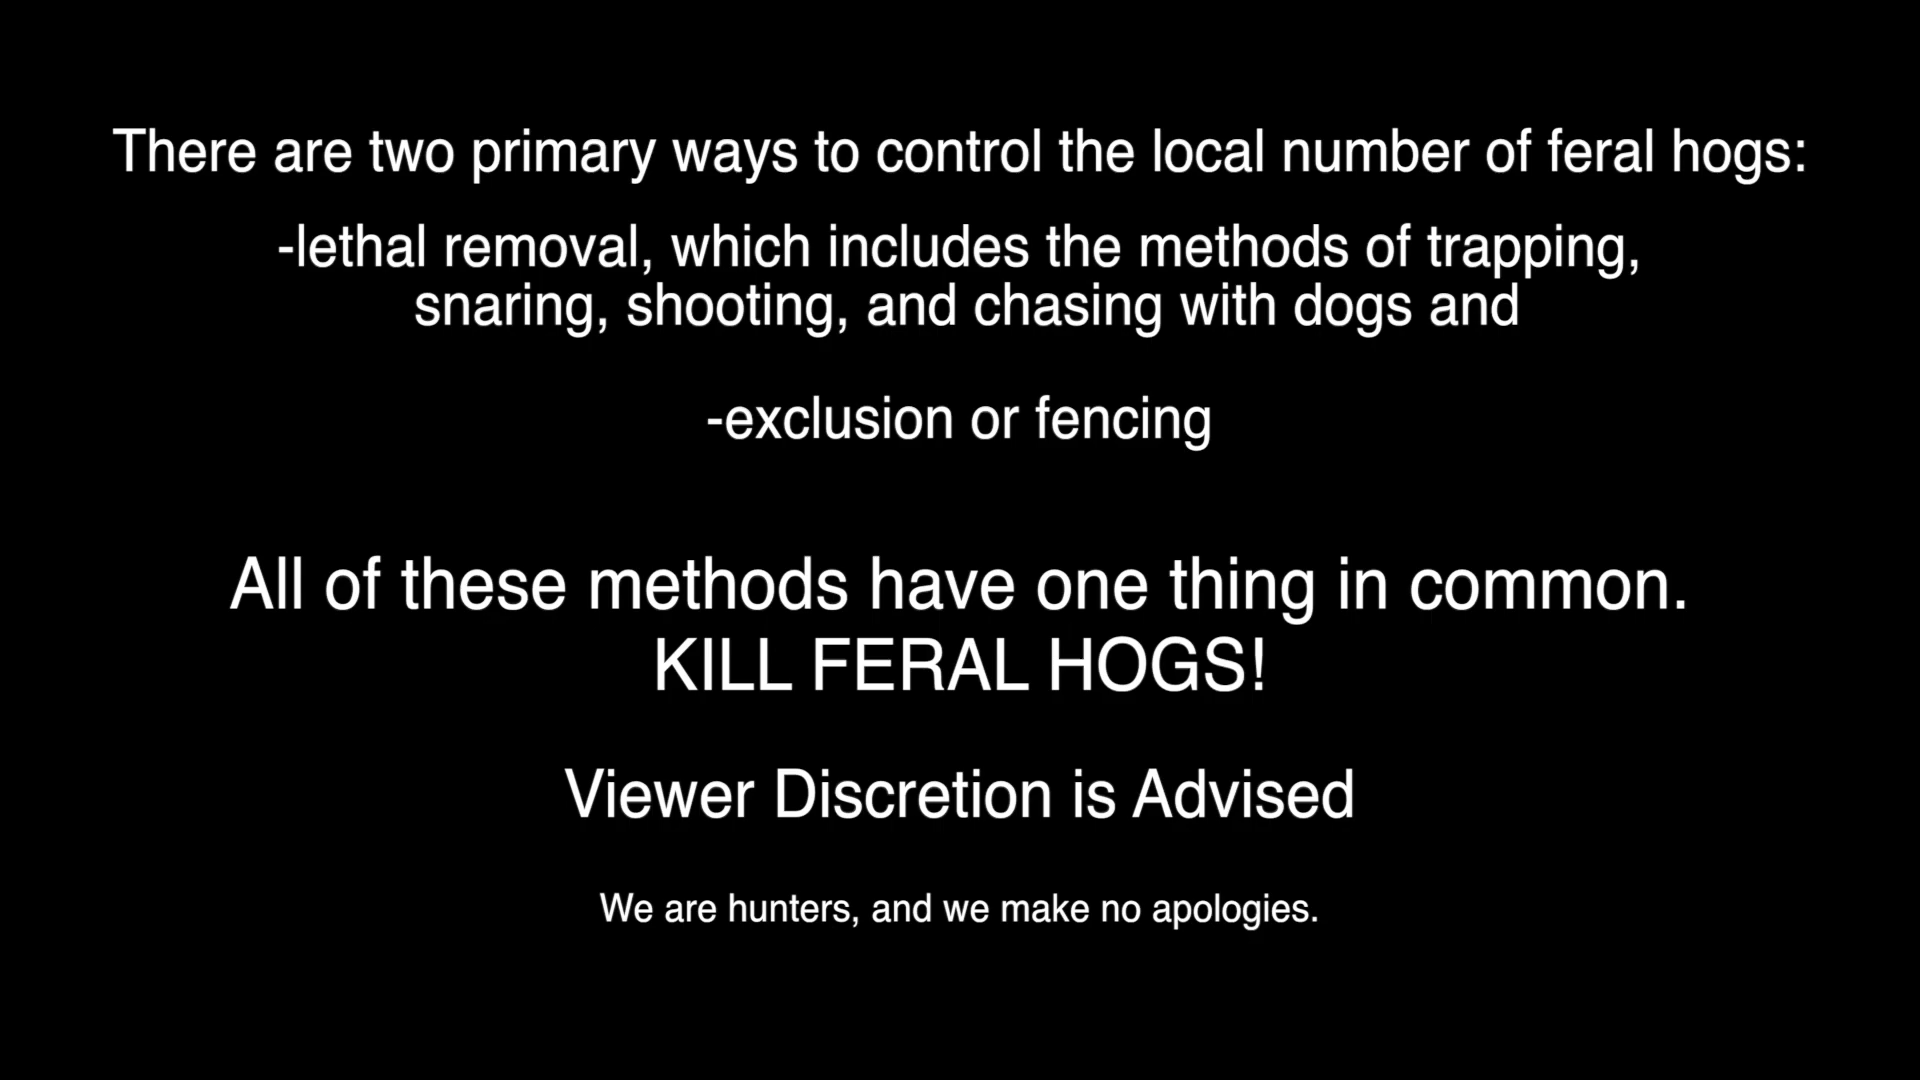 There are two primary ways to control the local number of feral hogs:
-lethal removal, which includes the methods of trapping,
snaring, shooting, and chasing with dogs and
-exclusion or fencing
All of these methods have one thing in common.
KILL FERAL HOGS!
Viewer Discretion is Advised
We are hunters, and we make no apologies.